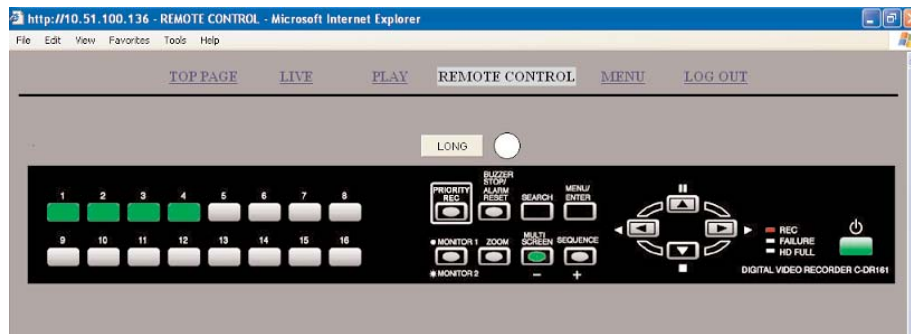 http://10.51.100.136 - REMOTE CONTROL - Microsoft Internet Explorer
File Edit View Favorites Tools Help
TOP PAGE LIVE PLAY REMOTE CONTROL MENU LOG OUT
LONG
1 2 3 4 5 6 7 8
PRIORITY REC
BUZZER STOP/ ALARM RESET
SEARCH
MENU/ ENTER
9 10 11 12 13 14 15 16
MONITOR 1
ZOOM
MULTI SCREEN
SEQUENCE
MONITOR 2
− +
REC
FAILURE
HD FULL
DIGITAL VIDEO RECORDER C-DR161